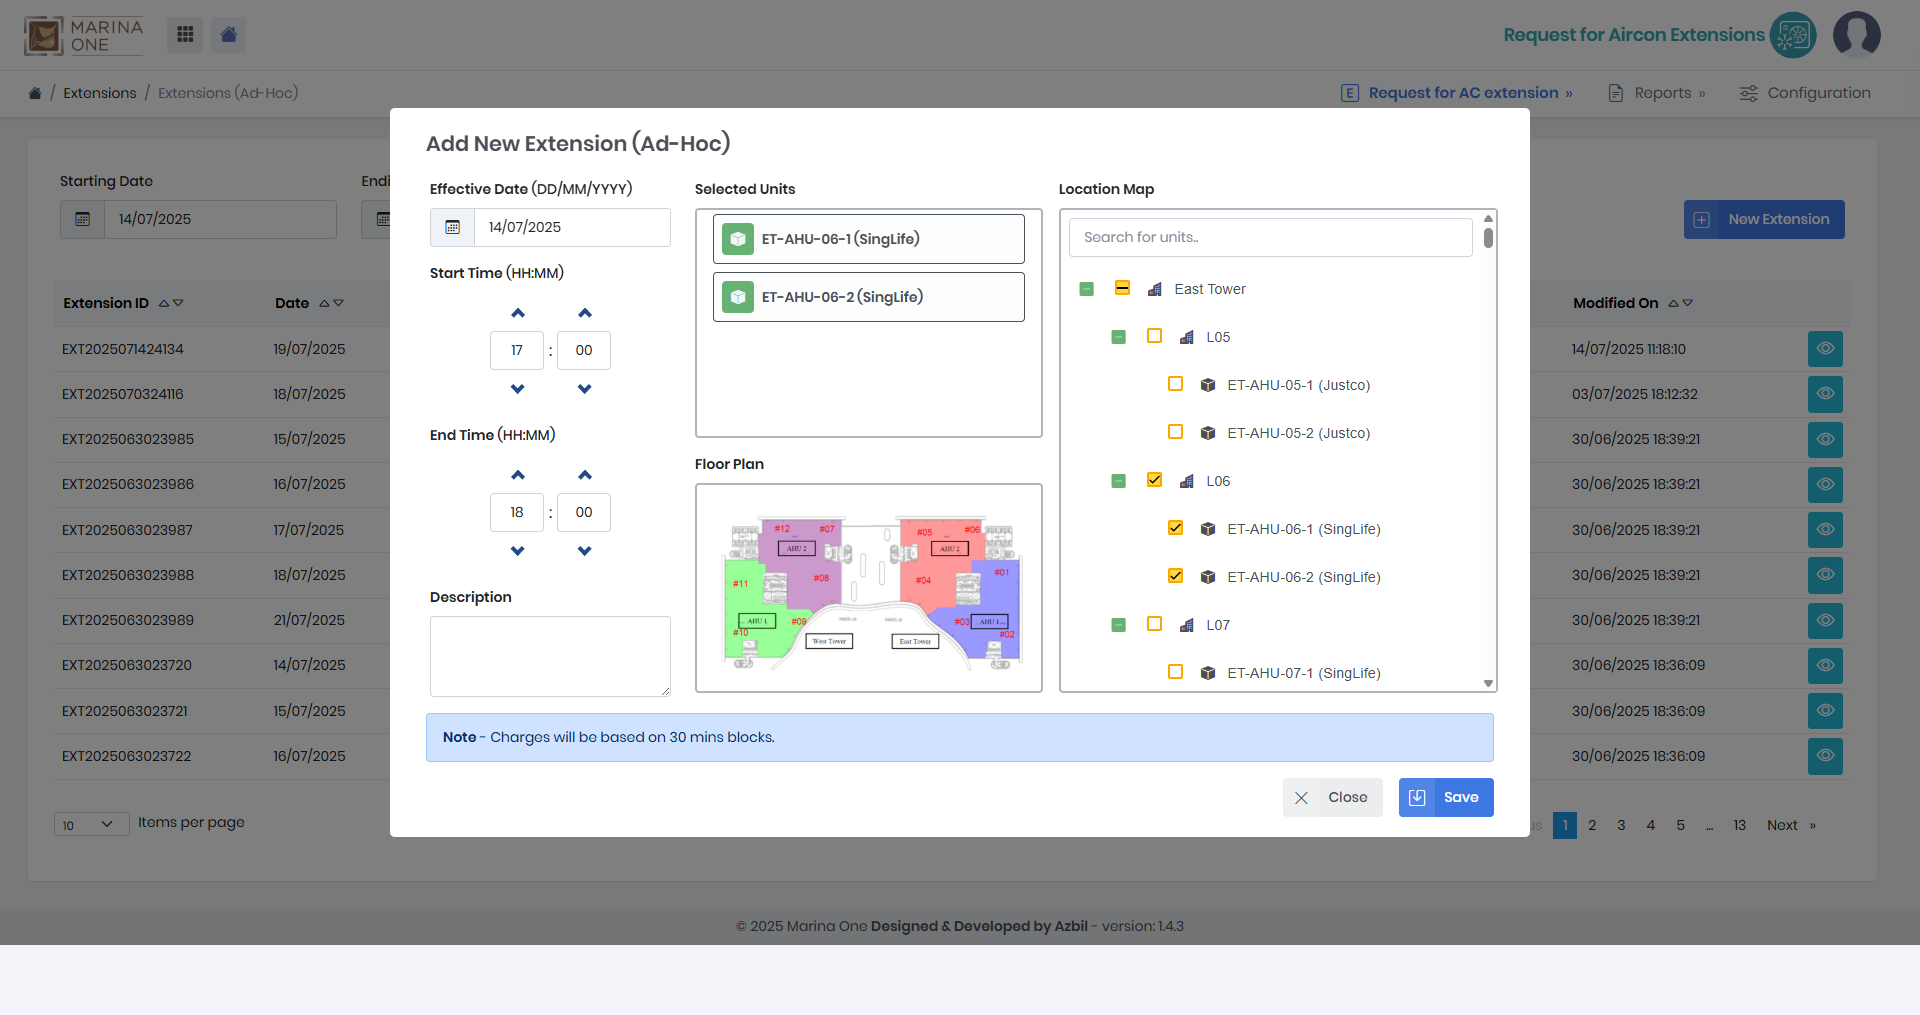 MARINA
ONE
Request for Aircon Extensions
/ Extensions / Extensions (Ad-Hoc)
Request for AC extension »
Reports »
Configuration
Starting Date
14/07/2025
Endi
New Extension
Extension ID
Date
Modified On
EXT2025071424134
19/07/2025
14/07/2025 11:18:10
EXT2025070324116
18/07/2025
03/07/2025 18:12:32
EXT2025063023985
15/07/2025
30/06/2025 18:39:21
EXT2025063023986
16/07/2025
30/06/2025 18:39:21
EXT2025063023987
17/07/2025
30/06/2025 18:39:21
EXT2025063023988
18/07/2025
30/06/2025 18:39:21
EXT2025063023989
21/07/2025
30/06/2025 18:39:21
EXT2025063023720
14/07/2025
30/06/2025 18:36:09
EXT2025063023721
15/07/2025
30/06/2025 18:36:09
EXT2025063023722
16/07/2025
30/06/2025 18:36:09
10
Items per page
us
1
2
3
4
5
...
13
Next »
Add New Extension (Ad-Hoc)
Effective Date (DD/MM/YYYY)
14/07/2025
Start Time (HH:MM)
17 : 00
End Time (HH:MM)
18 : 00
Description
Selected Units
ET-AHU-06-1 (SingLife)
ET-AHU-06-2 (SingLife)
Floor Plan
#12
#07
#05
#06
AHU 2
AHU 2
#11
#08
#04
#01
AHU 1
#09
#03
AHU 1
#10
#02
West Tower
East Tower
Location Map
Search for units..
East Tower
L05
ET-AHU-05-1 (Justco)
ET-AHU-05-2 (Justco)
L06
ET-AHU-06-1 (SingLife)
ET-AHU-06-2 (SingLife)
L07
ET-AHU-07-1 (SingLife)
Note - Charges will be based on 30 mins blocks.
Close
Save
© 2025 Marina One Designed & Developed by Azbil - version: 1.4.3